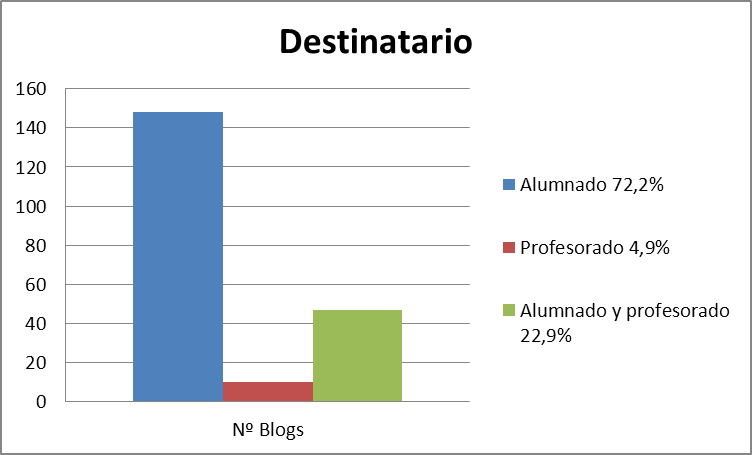 Destinatario
160
140
120
100
80
60
40
20
0
Nº Blogs
Alumnado 72,2%
Profesorado 4,9%
Alumnado y profesorado
22,9%